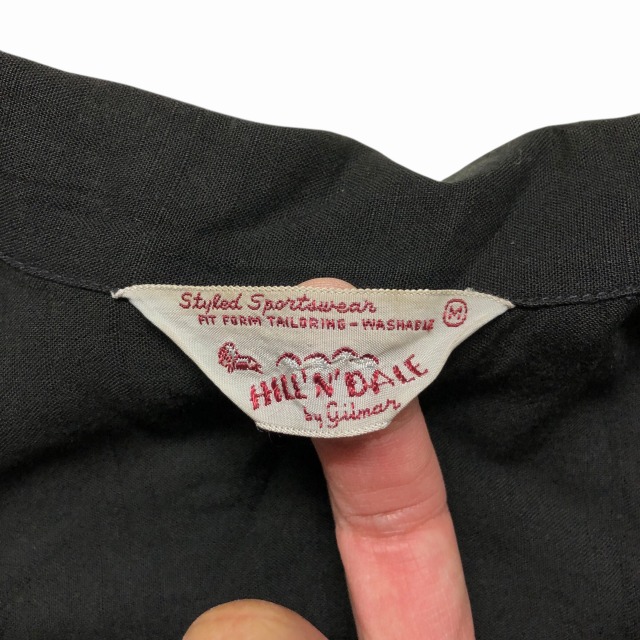 Styled Sportswear
FIT FORM TAILORING - WASHABLE M
HILL 'N' DALE
by Gilmar